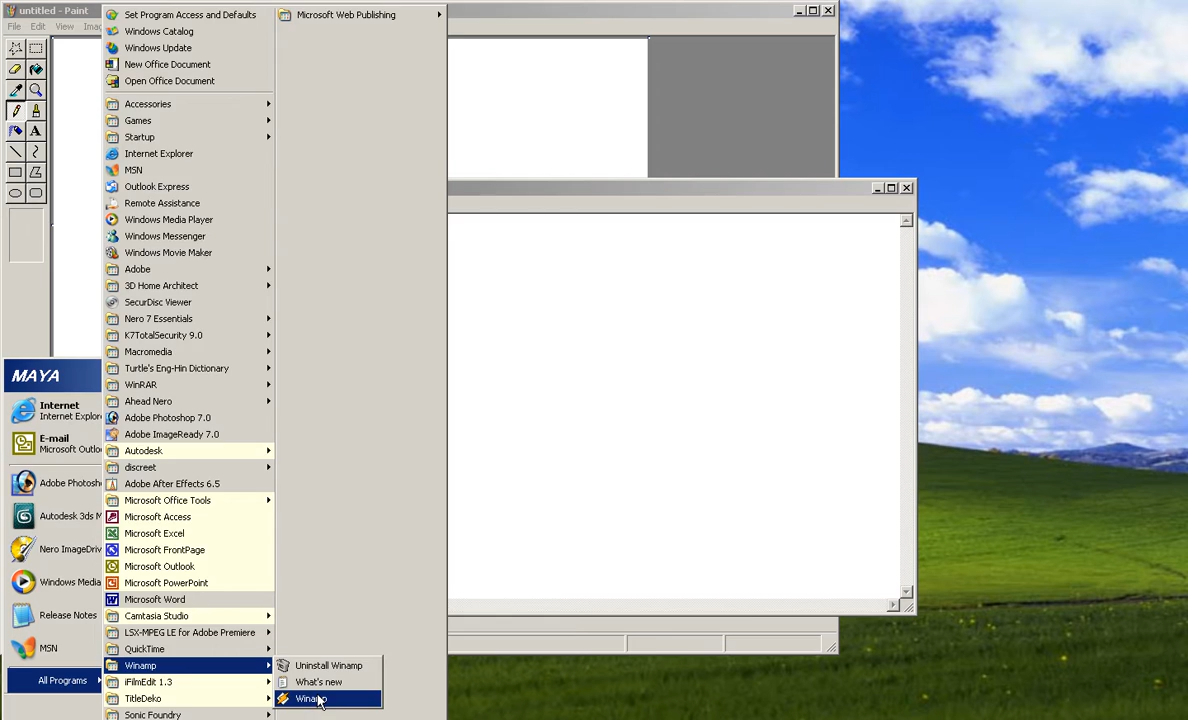 untitled - Paint
File Edit View
Set Program Access and Defaults
Windows Catalog
Windows Update
New Office Document
Open Office Document
Accessories
Games
Startup
Internet Explorer
MSN
Outlook Express
Remote Assistance
Windows Media Player
Windows Messenger
Windows Movie Maker
Adobe
3D Home Architect
SecurDisc Viewer
Nero 7 Essentials
K7TotalSecurity 9.0
Macromedia
Turtle's Eng-Hin Dictionary
WinRAR
Ahead Nero
Adobe Photoshop 7.0
Adobe ImageReady 7.0
Autodesk
discreet
Adobe After Effects 6.5
Microsoft Office Tools
Microsoft Access
Microsoft Excel
Microsoft FrontPage
Microsoft Outlook
Microsoft PowerPoint
Microsoft Word
Camtasia Studio
LSX-MPEG LE for Adobe Premiere
QuickTime
Winamp
iFilmEdit 1.3
TitleDeko
Sonic Foundry
Microsoft Web Publishing
Uninstall Winamp
What's new
Winamp
MAYA
Internet
Internet Explo
E-mail
Microsoft Outlo
Adobe Photosh
Autodesk 3ds M
Nero ImageDriv
Windows Media
Release Notes
MSN
All Programs